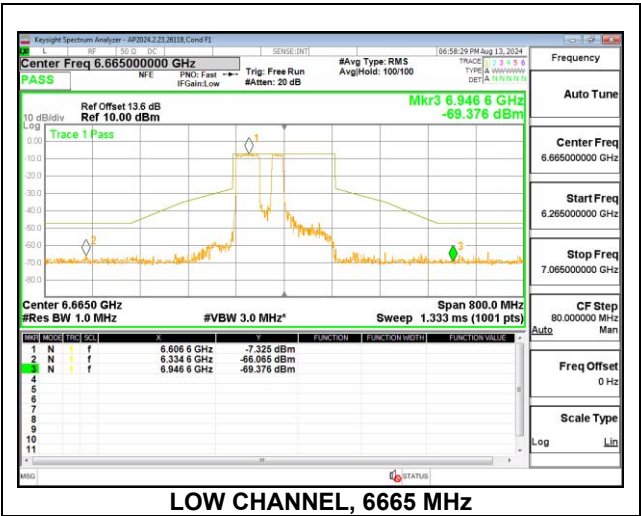 Keysight Spectrum Analyzer - AP2024.2.23,26118,Cond F1
L RF 50 Ω DC SENSE:INT 06:58:29 PM Aug 13, 2024
Center Freq 6.665000000 GHz
PASS
NFE PNO: Fast Trig: Free Run
IFGain:Low #Atten: 20 dB
#Avg Type: RMS
Avg|Hold: 100/100
TRACE 1 2 3 4 5 6
TYPE A WWWWW
DET A N N N N N
Frequency
Auto Tune
Ref Offset 13.6 dB
10 dB/div Ref 10.00 dBm
Mkr3 6.946 6 GHz
-69.376 dBm
Log
Trace 1 Pass
0.00
-10.0
-20.0
-30.0
-40.0
-50.0
-60.0
-70.0
-80.0
1
2
3
Center Freq
6.665000000 GHz
Start Freq
6.265000000 GHz
Stop Freq
7.065000000 GHz
Center 6.6650 GHz Span 800.0 MHz
#Res BW 1.0 MHz #VBW 3.0 MHz* Sweep 1.333 ms (1001 pts)
CF Step
80.000000 MHz
Auto Man
MKR MODE TRC SCL X Y FUNCTION FUNCTION WIDTH FUNCTION VALUE
1 N 1 f 6.606 6 GHz -7.325 dBm
2 N 1 f 6.334 6 GHz -66.065 dBm
3 N 1 f 6.946 6 GHz -69.376 dBm
4
5
6
7
8
9
10
11
Freq Offset
0 Hz
Scale Type
Log Lin
MSG STATUS
LOW CHANNEL, 6665 MHz